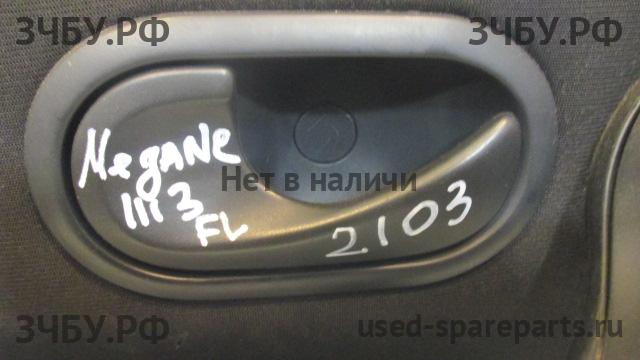 ЗЧБУ.РФ ЗЧБУ.РФ
MegANe
III 3
FL
2103
Нет в наличи
ЗЧБУ.РФ used-spareparts.ru